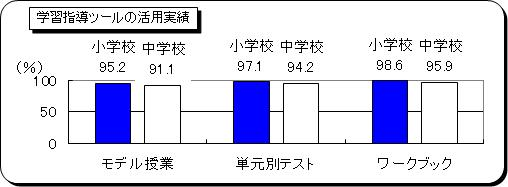 学習指導ツールの活用実績
小学校 中学校 小学校 中学校 小学校 中学校
95.2 91.1 97.1 94.2 98.6 95.9
(%)
100
50
0
モデル授業 単元別テスト ワークブック